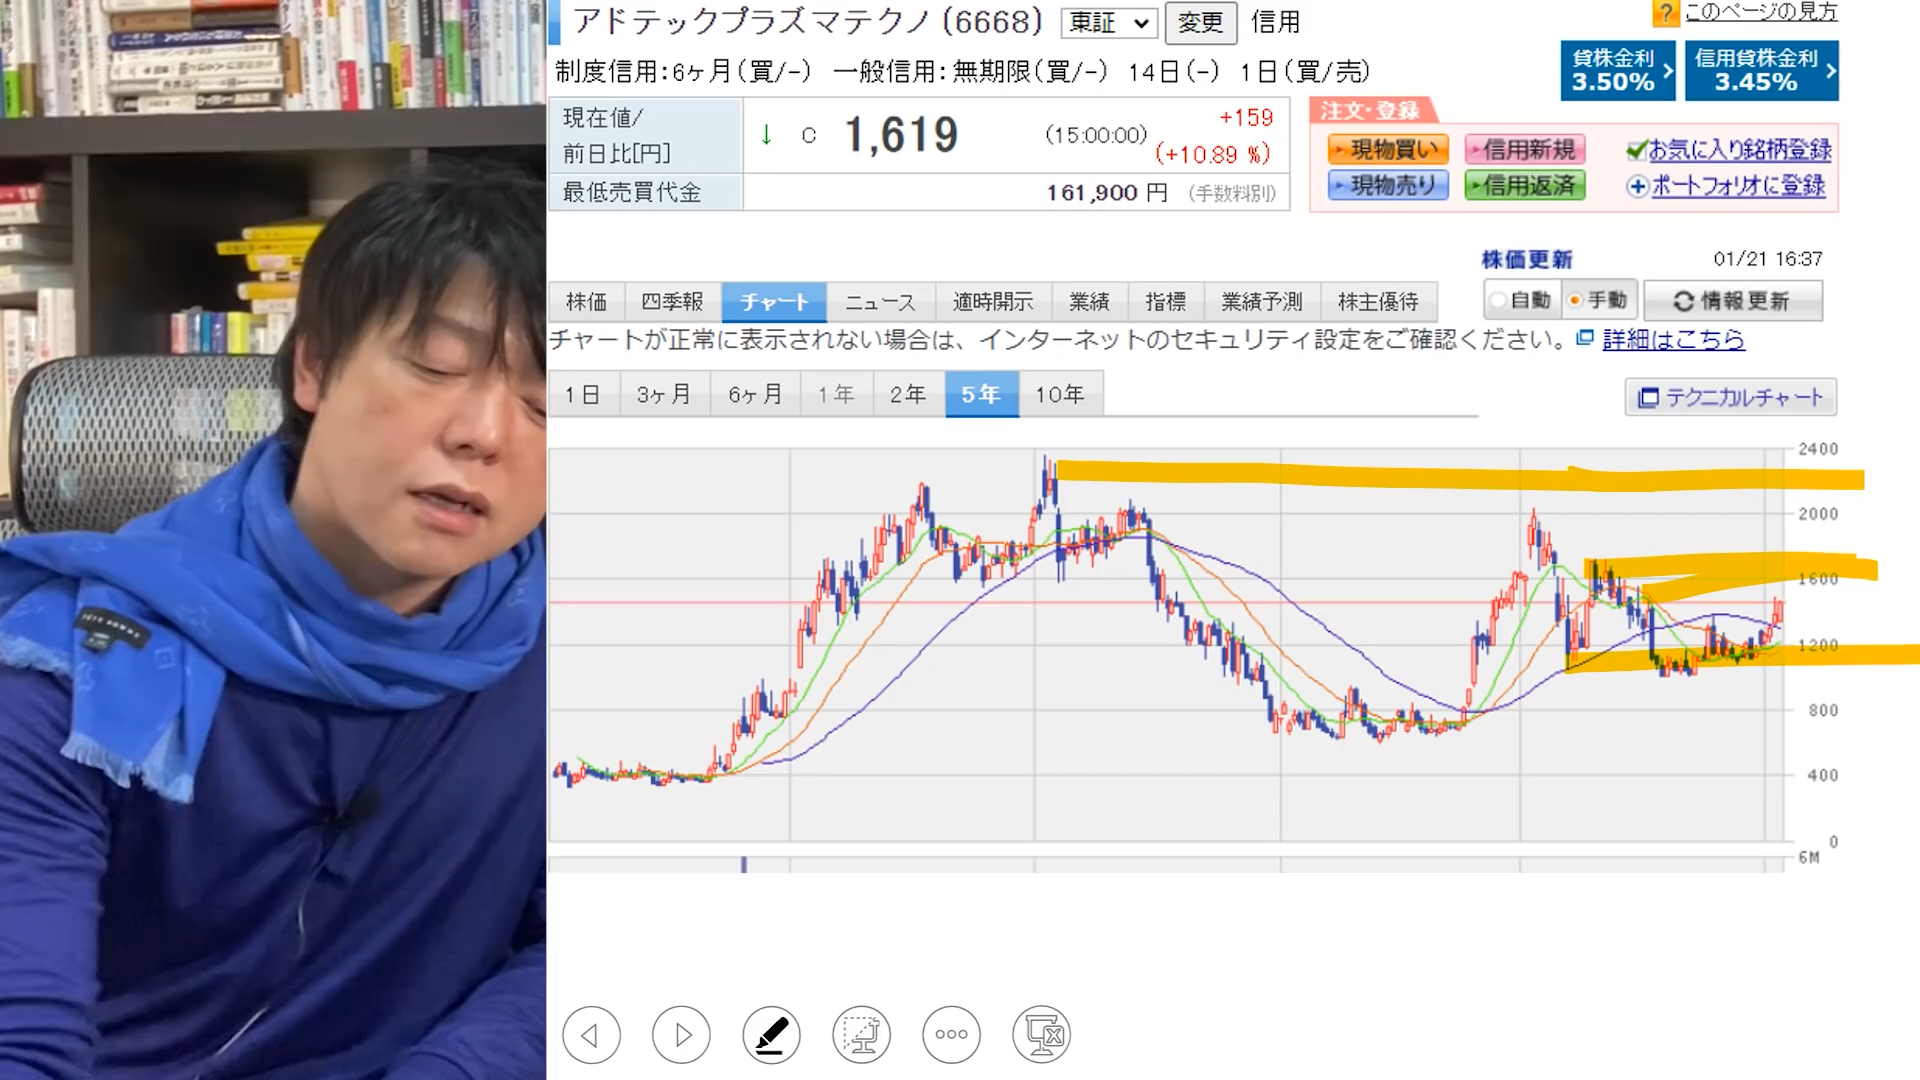 アドテックプラズマテクノ (6668) 東証 変更 信用
? このページの見方
制度信用:6ヶ月(買/-) 一般信用:無期限(買/-) 14日(-) 1日(買/売)
貸株金利 3.50%
信用貸株金利 3.45%
現在値/
前日比[円]
↓ C 1,619 (15:00:00) +159
(+10.89 %)
最低売買代金 161,900 円 (手数料別)
注文・登録
現物買い 信用新規 お気に入り銘柄登録
現物売り 信用返済 ポートフォリオに登録
株価更新 01/21 16:37
自動 手動 情報更新
株価 四季報 チャート ニュース 適時開示 業績 指標 業績予測 株主優待
チャートが正常に表示されない場合は、インターネットのセキュリティ設定をご確認ください。 詳細はこちら
1日 3ヶ月 6ヶ月 1年 2年 5年 10年
テクニカルチャート
2400
2000
1600
1200
800
400
0
6M